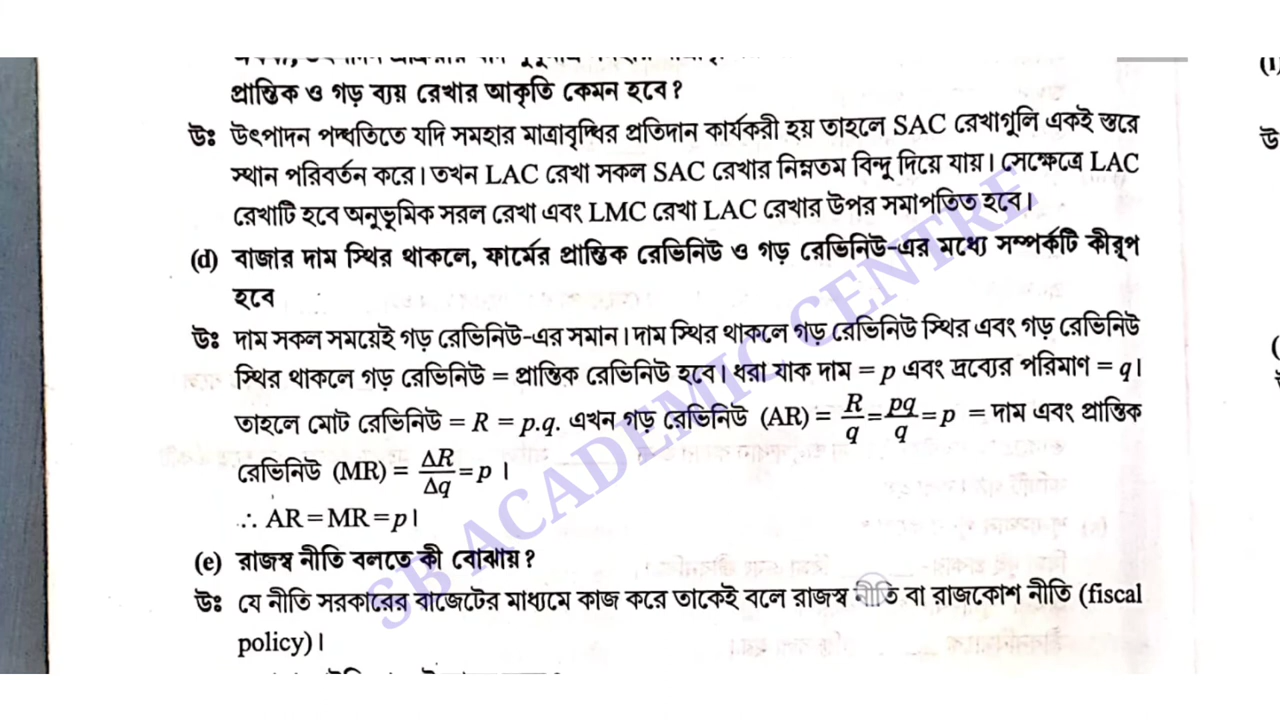 প্রান্তিক ও গড় ব্যয় রেখার আকৃতি কেমন হবে?
উঃ উৎপাদন পদ্ধতিতে যদি সমহার মাত্রাবৃদ্ধির প্রতিদান কার্যকরী হয় তাহলে SAC রেখাগুলি একই স্তরে
স্থান পরিবর্তন করে। তখন LAC রেখা সকল SAC রেখার নিম্নতম বিন্দু দিয়ে যায়। সেক্ষেত্রে LAC
রেখাটি হবে অনুভূমিক সরল রেখা এবং LMC রেখা LAC রেখার উপর সমাপতিত হবে।
(d) বাজার দাম স্থির থাকলে, ফার্মের প্রান্তিক রেভিনিউ ও গড় রেভিনিউ-এর মধ্যে সম্পর্কটি কীরূপ
হবে
উঃ দাম সকল সময়েই গড় রেভিনিউ-এর সমান। দাম স্থির থাকলে গড় রেভিনিউ স্থির এবং গড় রেভিনিউ
স্থির থাকলে গড় রেভিনিউ = প্রান্তিক রেভিনিউ হবে। ধরা যাক দাম = p এবং দ্রব্যের পরিমাণ = q।
তাহলে মোট রেভিনিউ = R = p.q. এখন গড় রেভিনিউ (AR) = R/q = pq/q = p = দাম এবং প্রান্তিক
রেভিনিউ (MR) = ΔR/Δq = p ।
∴ AR = MR = p।
(e) রাজস্ব নীতি বলতে কী বোঝায়?
উঃ যে নীতি সরকারের বাজেটের মাধ্যমে কাজ করে তাকেই বলে রাজস্ব নীতি বা রাজকোশ নীতি (fiscal
policy)।
SB ACADEMIC CENTRE